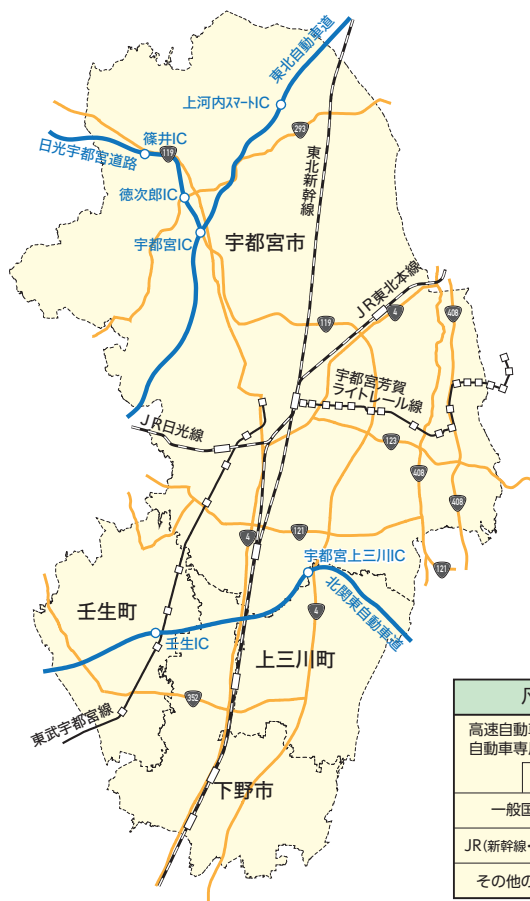 東北自動車道
上河内スマートIC
293
篠井IC
119
日光宇都宮道路
東北新幹線
徳次郎IC
宇都宮IC
宇都宮市
JR東北本線
119
4
408
宇都宮芳賀
ライトレール線
JR日光線
123
408
408
121
4
宇都宮上三川IC
121
北関東自動車道
壬生町
4
壬生IC
上三川町
352
東武宇都宮線
高速自動
自動車専
下野市
一般国
JR(新幹線・
その他の